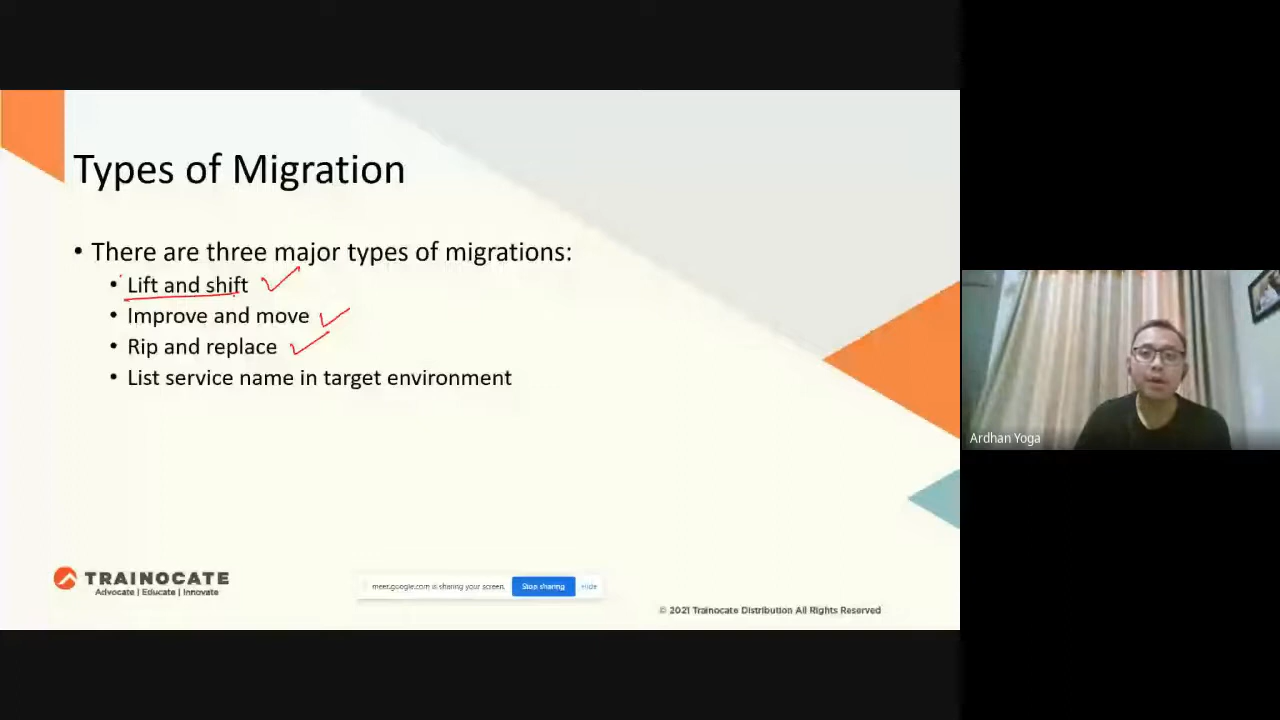 Types of Migration
• There are three major types of migrations:
• Lift and shift
• Improve and move
• Rip and replace
• List service name in target environment
Ardhan Yoga
TRAINOCATE
Advocate | Educate | Innovate
meet.google.com is sharing your screen.
Stop sharing
Hide
© 2021 Trainocate Distribution All Rights Reserved